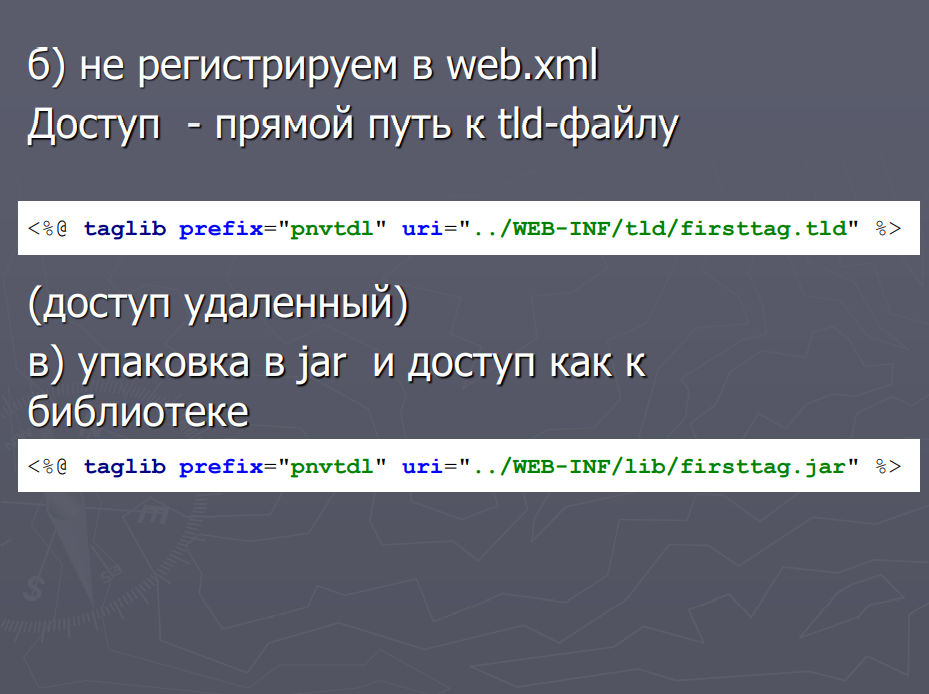 б) не регистрируем в web.xml
Доступ - прямой путь к tld-файлу
<%@ taglib prefix="pnvtdl" uri="../WEB-INF/tld/firsttag.tld" %>
(доступ удаленный)
в) упаковка в jar и доступ как к
библиотеке
<%@ taglib prefix="pnvtdl" uri="../WEB-INF/lib/firsttag.jar" %>
m
S